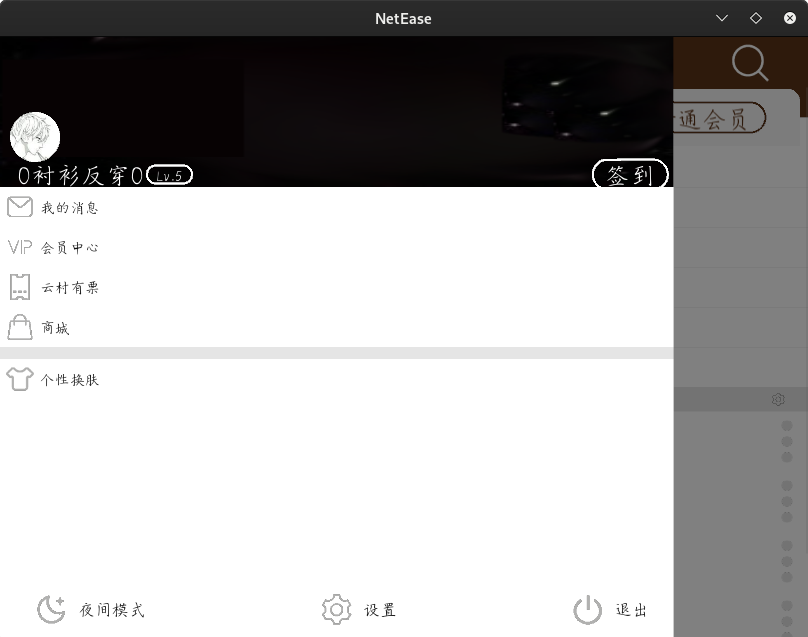 NetEase
通会员
0衬衫反穿0 Lv.5 签到
我的消息
VIP 会员中心
云村有票
商城
个性换肤
夜间模式 设置 退出